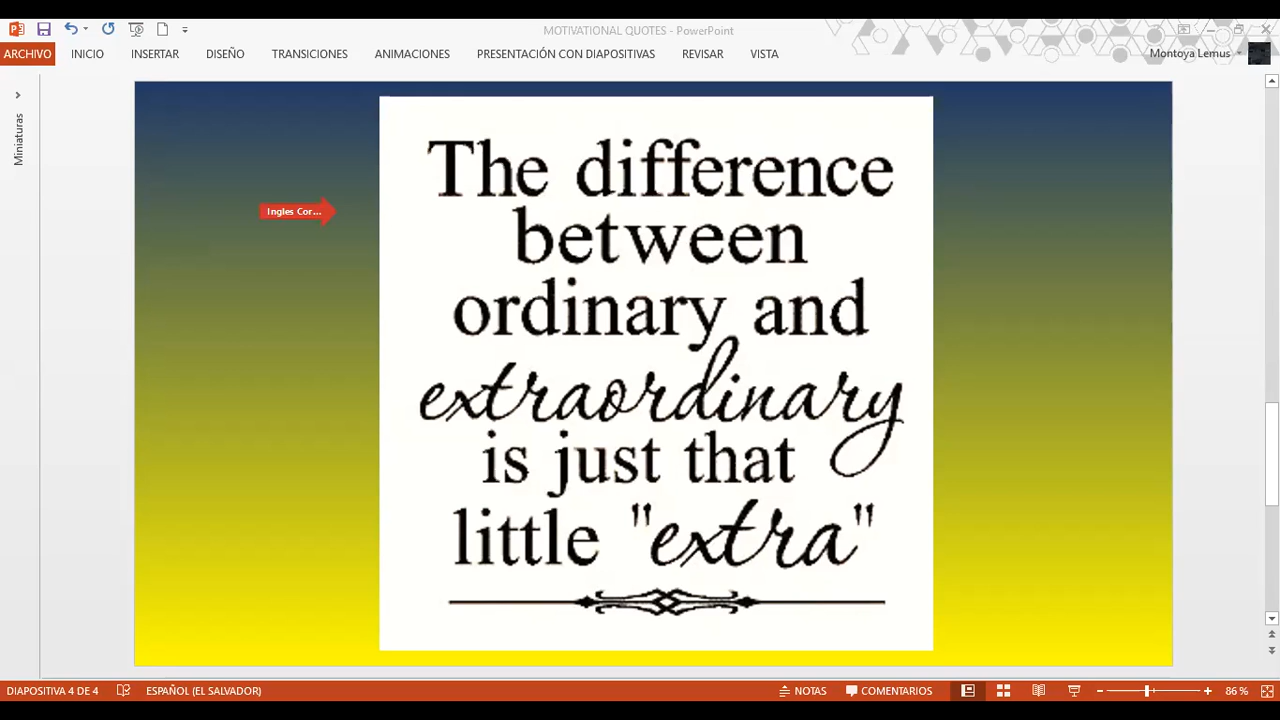 MOTIVATIONAL QUOTES - PowerPoint
ARCHIVO INICIO INSERTAR DISEÑO TRANSICIONES ANIMACIONES PRESENTACIÓN CON DIAPOSITIVAS REVISAR VISTA Montoya Lemus
Miniaturas
Ingles Cor...
The difference
between
ordinary and
extraordinary
is just that
little "extra"
DIAPOSITIVA 4 DE 4 ESPAÑOL (EL SALVADOR) NOTAS COMENTARIOS 86 %